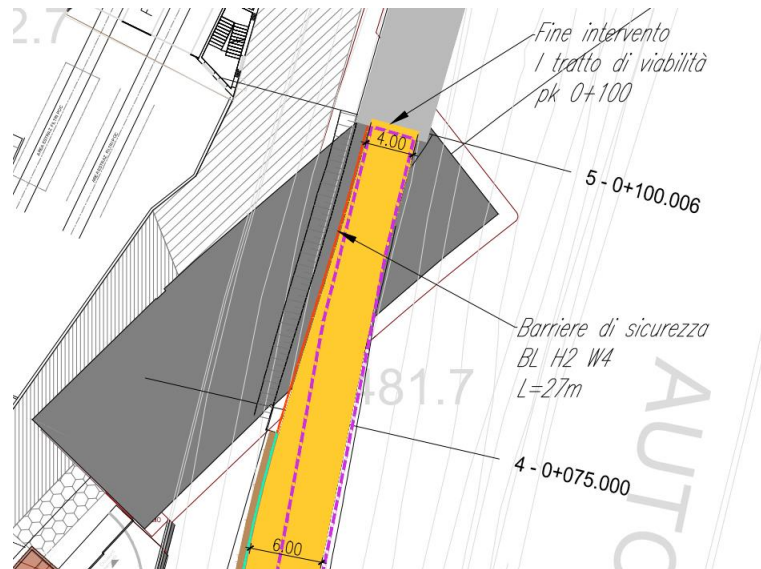 2.7
Fine intervento
I tratto di viabilità
pk 0+100
4.00
5 - 0+100.006
Barriere di sicurezza
BL H2 W4
L=27m
481.7
AUTO
4 - 0+075.000
6.00